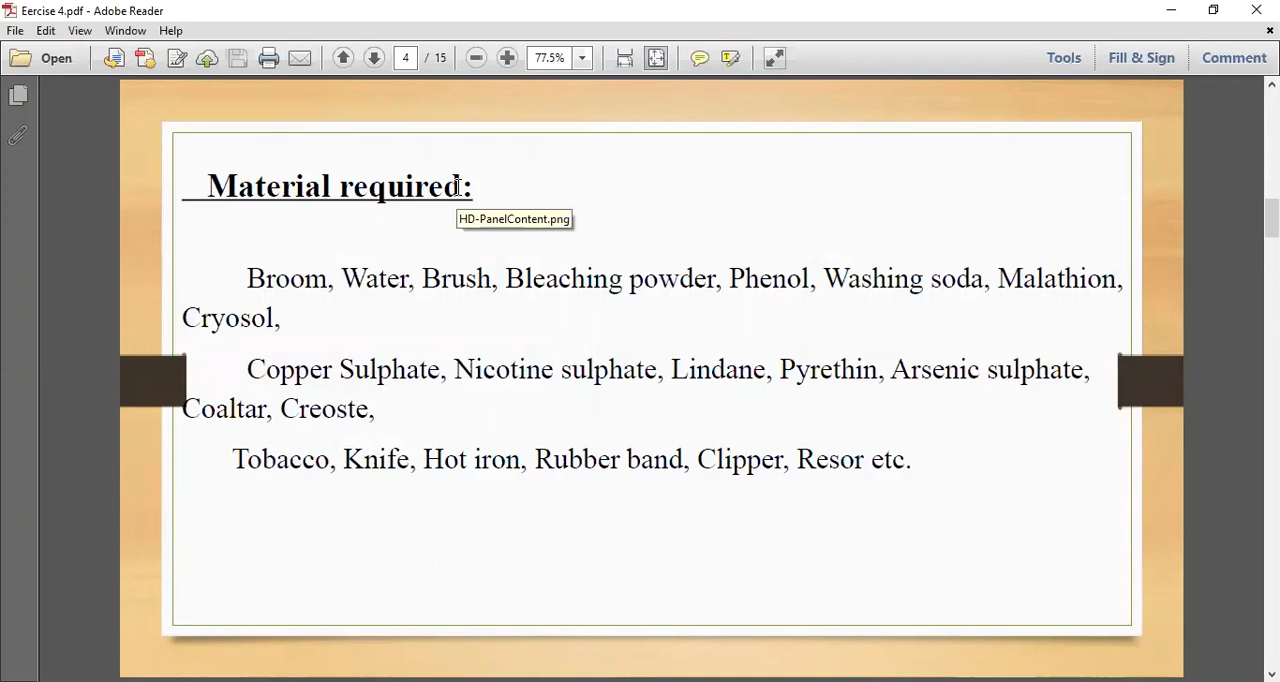 Eercise 4.pdf - Adobe Reader
File Edit View Window Help
Open 4 / 15 77.5% Tools Fill & Sign Comment
Material required:
HD-PanelContent.png
Broom, Water, Brush, Bleaching powder, Phenol, Washing soda, Malathion,
Cryosol,
Copper Sulphate, Nicotine sulphate, Lindane, Pyrethin, Arsenic sulphate,
Coaltar, Creoste,
Tobacco, Knife, Hot iron, Rubber band, Clipper, Resor etc.